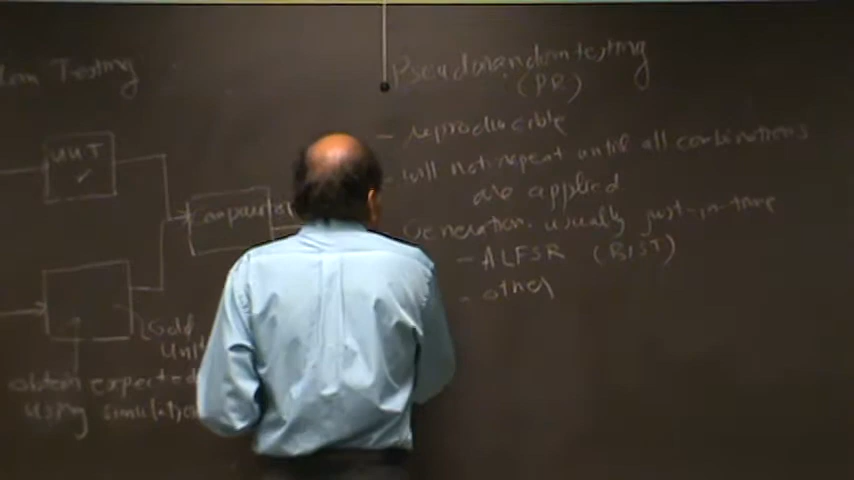 Testing
UUT
Comparator
Gold
Unit
obtain expected
using simulation
Pseudorandom testing
(PR)
- reproducible
- will not repeat until all combinations
are applied
Generation usually just-in-time
- ALFSR (BIST)
- other